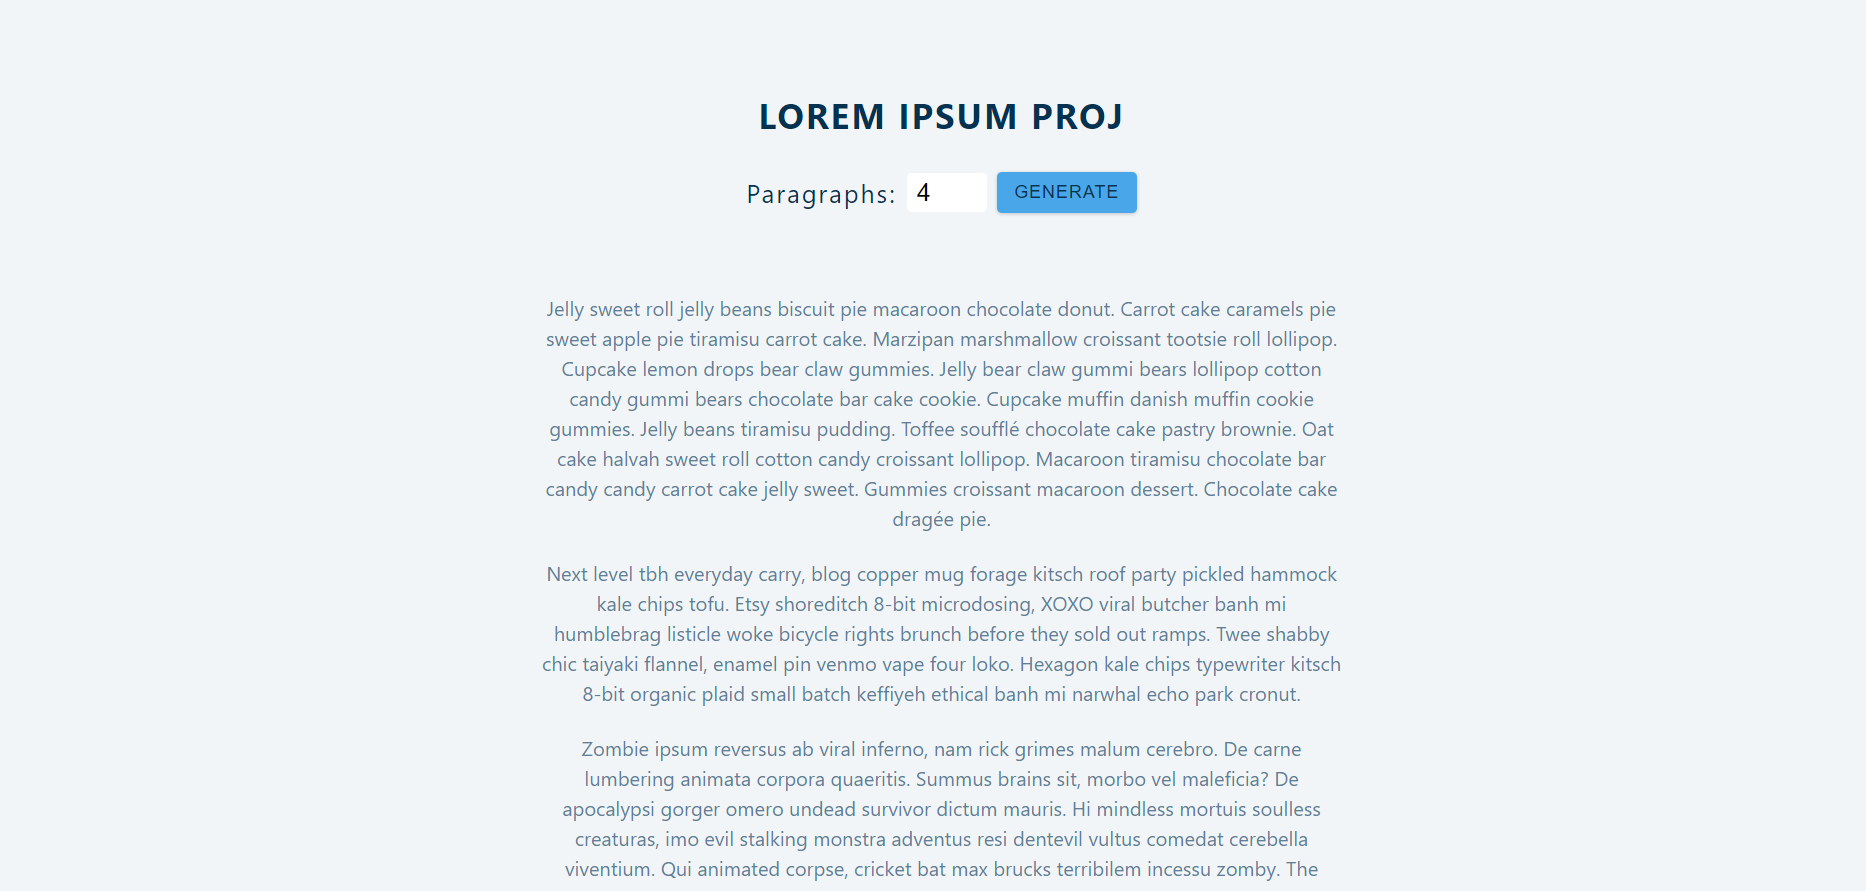 LOREM IPSUM PROJ
Paragraphs: 4 GENERATE
Jelly sweet roll jelly beans biscuit pie macaroon chocolate donut. Carrot cake caramels pie
sweet apple pie tiramisu carrot cake. Marzipan marshmallow croissant tootsie roll lollipop.
Cupcake lemon drops bear claw gummies. Jelly bear claw gummi bears lollipop cotton
candy gummi bears chocolate bar cake cookie. Cupcake muffin danish muffin cookie
gummies. Jelly beans tiramisu pudding. Toffee soufflé chocolate cake pastry brownie. Oat
cake halvah sweet roll cotton candy croissant lollipop. Macaroon tiramisu chocolate bar
candy candy carrot cake jelly sweet. Gummies croissant macaroon dessert. Chocolate cake
dragée pie.
Next level tbh everyday carry, blog copper mug forage kitsch roof party pickled hammock
kale chips tofu. Etsy shoreditch 8-bit microdosing, XOXO viral butcher banh mi
humblebrag listicle woke bicycle rights brunch before they sold out ramps. Twee shabby
chic taiyaki flannel, enamel pin venmo vape four loko. Hexagon kale chips typewriter kitsch
8-bit organic plaid small batch keffiyeh ethical banh mi narwhal echo park cronut.
Zombie ipsum reversus ab viral inferno, nam rick grimes malum cerebro. De carne
lumbering animata corpora quaeritis. Summus brains sit, morbo vel maleficia? De
apocalypsi gorger omero undead survivor dictum mauris. Hi mindless mortuis soulless
creaturas, imo evil stalking monstra adventus resi dentevil vultus comedat cerebella
viventium. Qui animated corpse, cricket bat max brucks terribilem incessu zomby. The